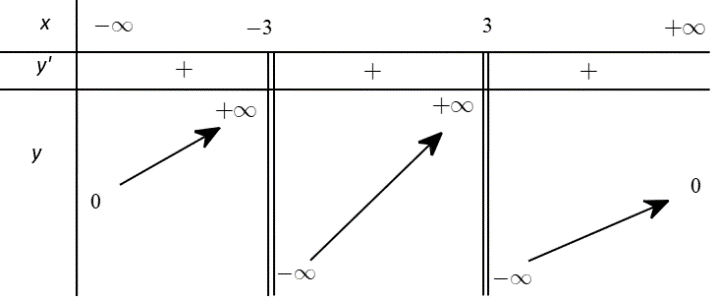 x −∞ −3 3 +∞
y' + + +
+∞ +∞
y
0 0
−∞ −∞